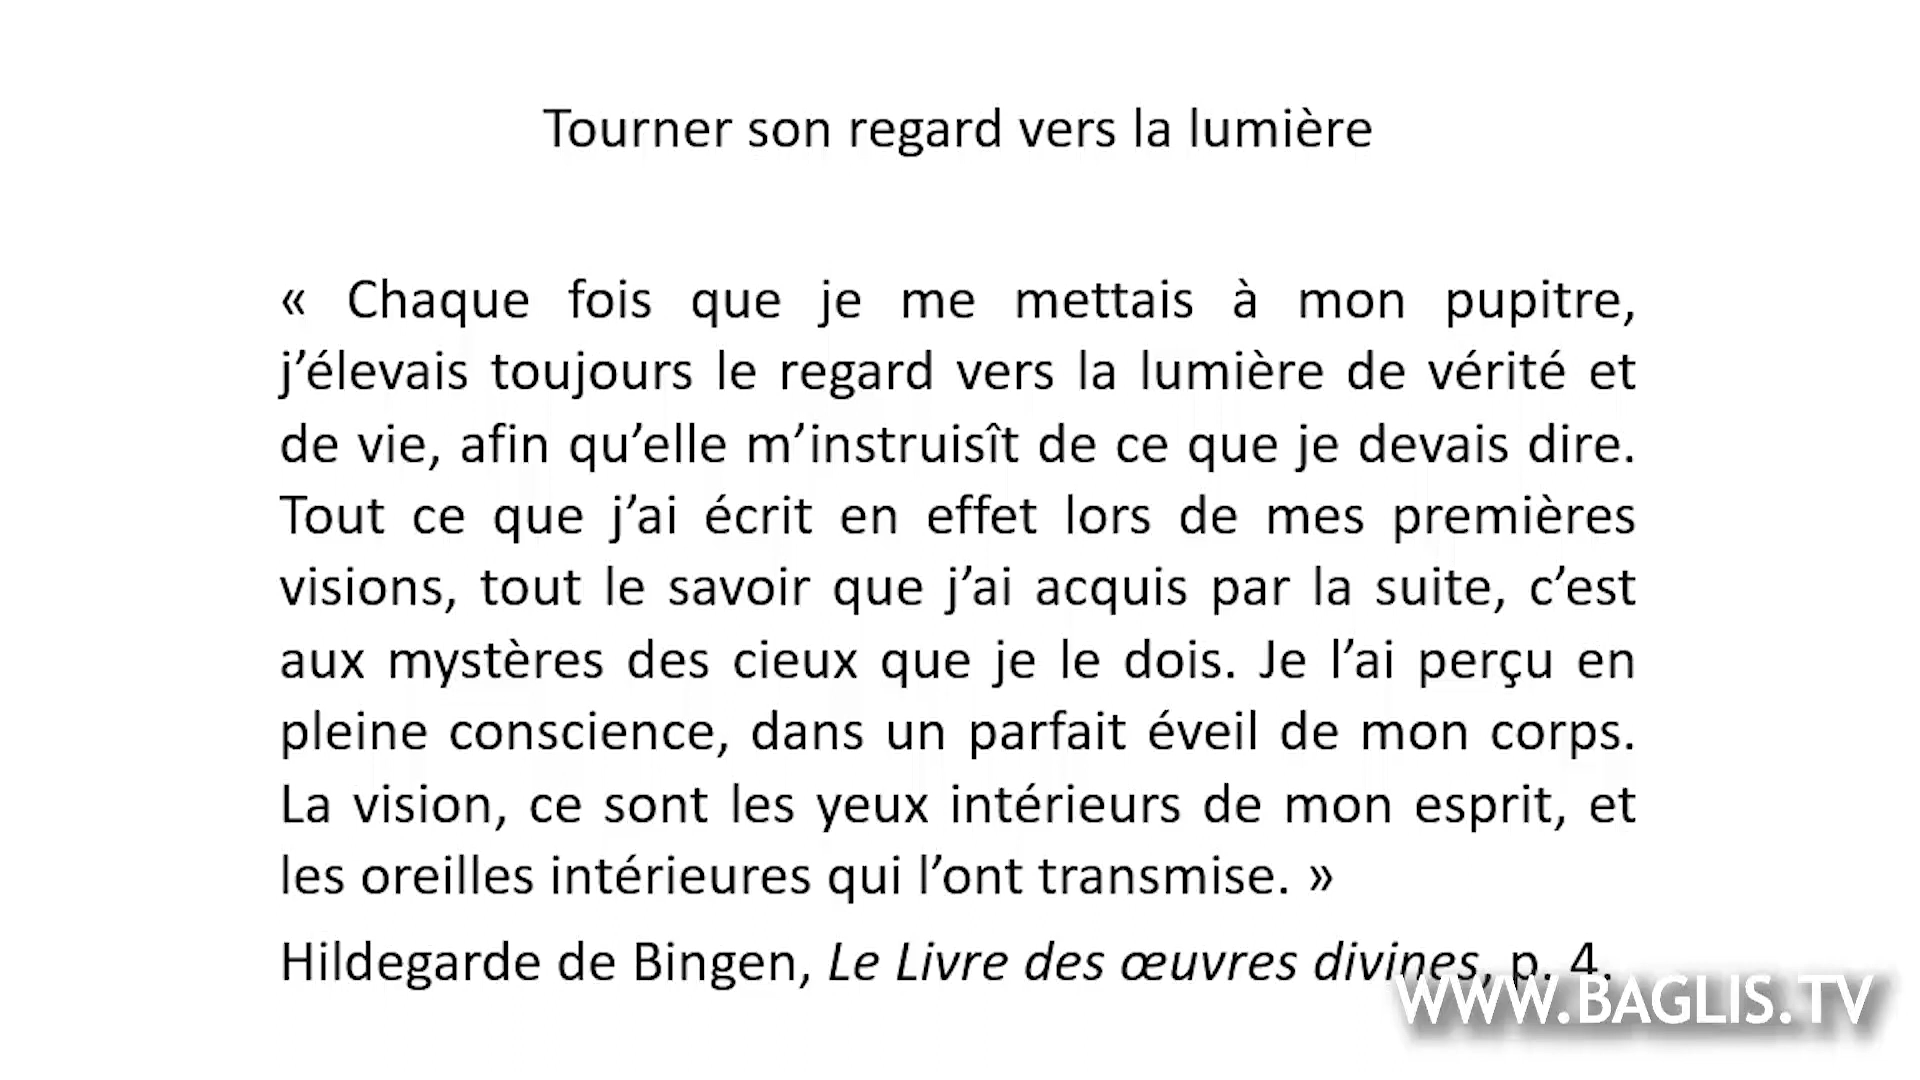 Tourner son regard vers la lumière
« Chaque fois que je me mettais à mon pupitre,
j’élevais toujours le regard vers la lumière de vérité et
de vie, afin qu’elle m’instruisît de ce que je devais dire.
Tout ce que j’ai écrit en effet lors de mes premières
visions, tout le savoir que j’ai acquis par la suite, c’est
aux mystères des cieux que je le dois. Je l’ai perçu en
pleine conscience, dans un parfait éveil de mon corps.
La vision, ce sont les yeux intérieurs de mon esprit, et
les oreilles intérieures qui l’ont transmise. »
Hildegarde de Bingen, Le Livre des œuvres divines, p. 4.
WWW.BAGLIS.TV